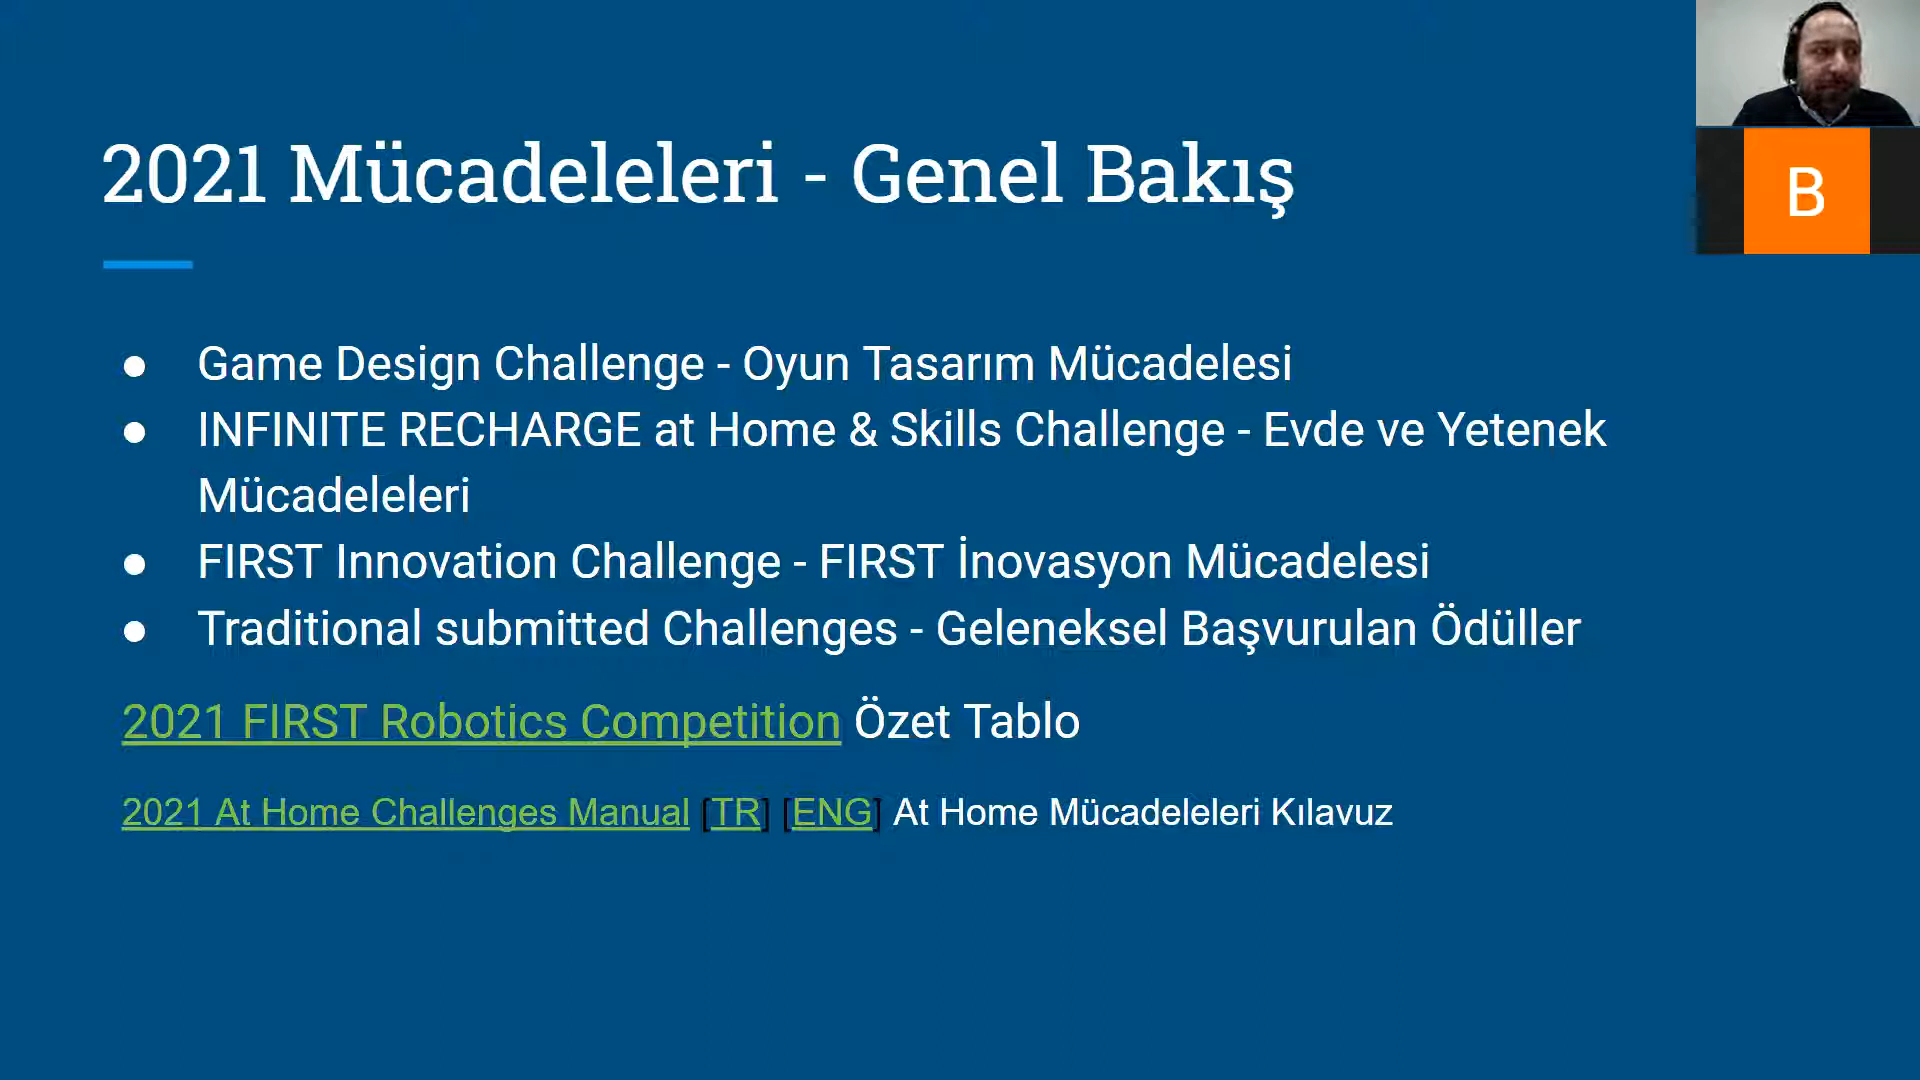 2021 Mücadeleleri - Genel Bakış
B
● Game Design Challenge - Oyun Tasarım Mücadelesi
● INFINITE RECHARGE at Home & Skills Challenge - Evde ve Yetenek
Mücadeleleri
● FIRST Innovation Challenge - FIRST İnovasyon Mücadelesi
● Traditional submitted Challenges - Geleneksel Başvurulan Ödüller
2021 FIRST Robotics Competition Özet Tablo
2021 At Home Challenges Manual [TR] [ENG] At Home Mücadeleleri Kılavuz